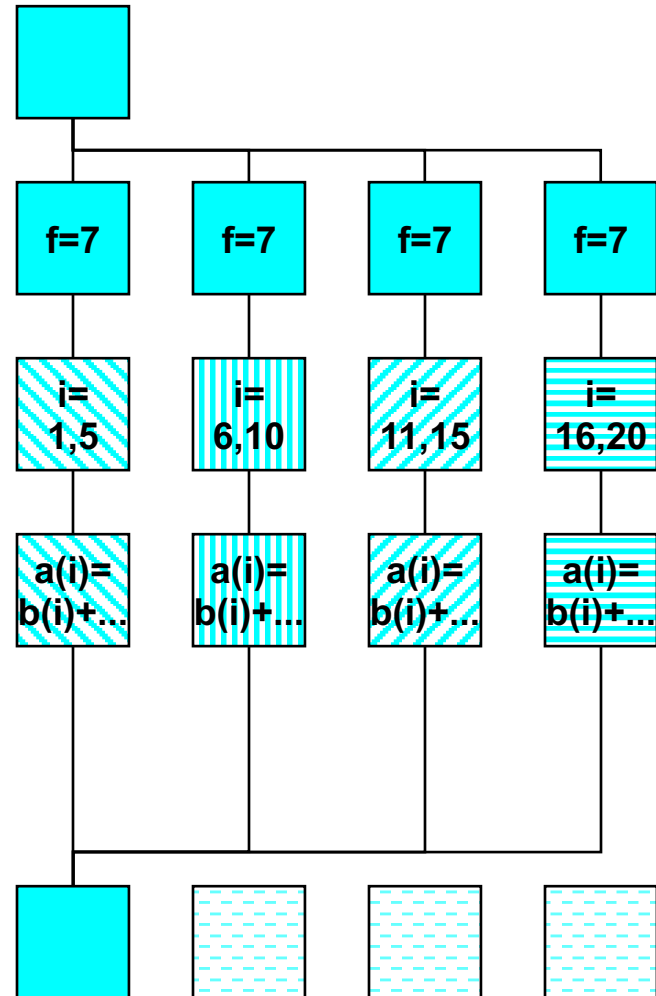 f=7
f=7
f=7
f=7
i=
1,5
i=
6,10
i=
11,15
i=
16,20
a(i)=
b(i)+...
a(i)=
b(i)+...
a(i)=
b(i)+...
a(i)=
b(i)+...